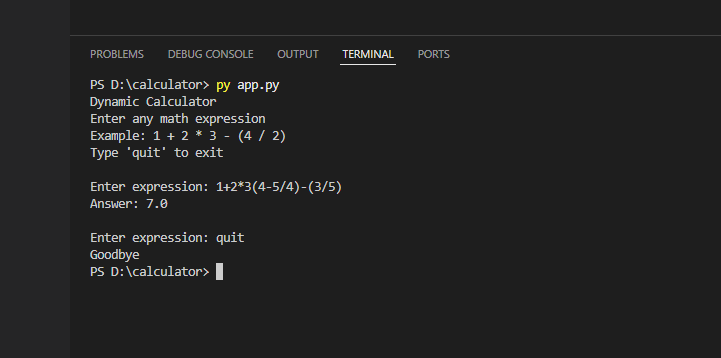 PROBLEMS DEBUG CONSOLE OUTPUT TERMINAL PORTS
PS D:\calculator> py app.py
Dynamic Calculator
Enter any math expression
Example: 1 + 2 * 3 - (4 / 2)
Type 'quit' to exit
Enter expression: 1+2*3(4-5/4)-(3/5)
Answer: 7.0
Enter expression: quit
Goodbye
PS D:\calculator>